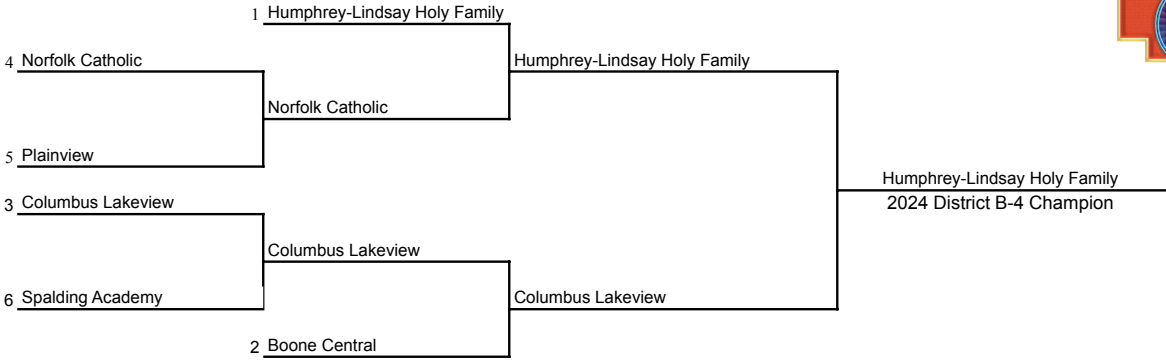 1 Humphrey-Lindsay Holy Family
4 Norfolk Catholic
Humphrey-Lindsay Holy Family
Norfolk Catholic
5 Plainview
Humphrey-Lindsay Holy Family
3 Columbus Lakeview
2024 District B-4 Champion
Columbus Lakeview
6 Spalding Academy
Columbus Lakeview
2 Boone Central